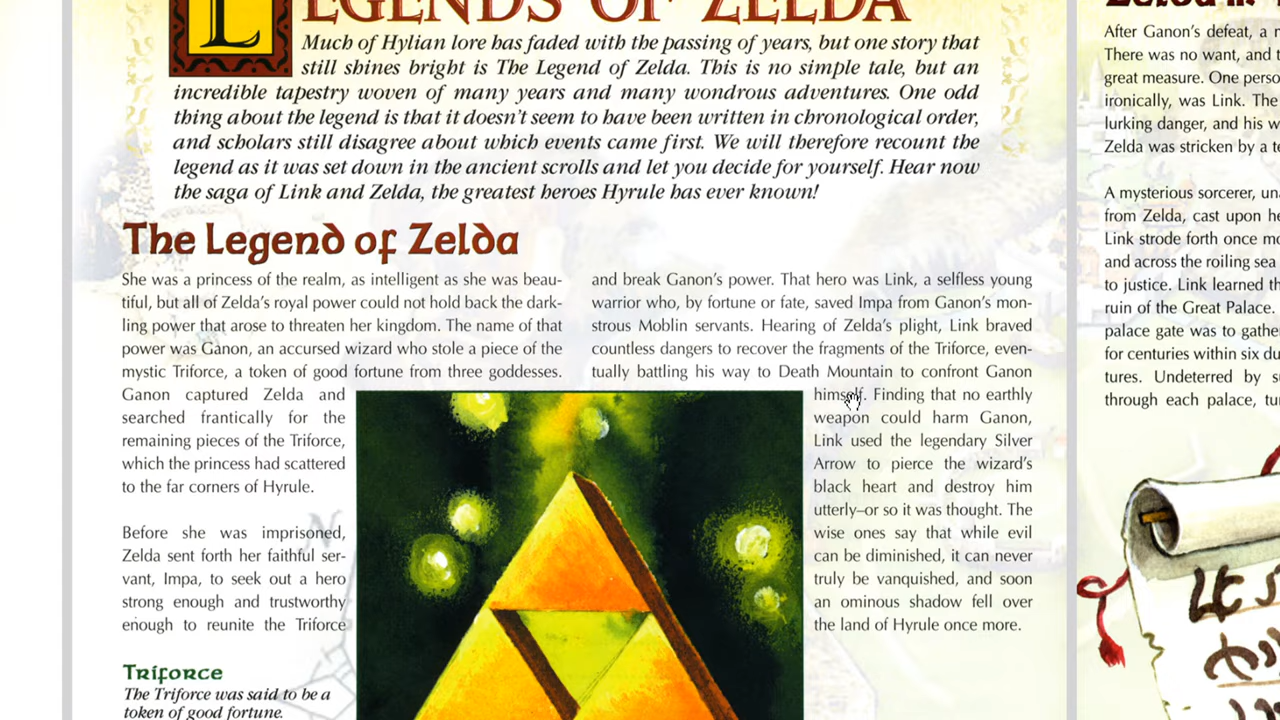 LEGENDS OF ZELDA
Much of Hylian lore has faded with the passing of years, but one story that
still shines bright is The Legend of Zelda. This is no simple tale, but an
incredible tapestry woven of many years and many wondrous adventures. One odd
thing about the legend is that it doesn't seem to have been written in chronological order,
and scholars still disagree about which events came first. We will therefore recount the
legend as it was set down in the ancient scrolls and let you decide for yourself. Hear now
the saga of Link and Zelda, the greatest heroes Hyrule has ever known!
The Legend of Zelda
She was a princess of the realm, as intelligent as she was beau-
tiful, but all of Zelda's royal power could not hold back the dark-
ling power that arose to threaten her kingdom. The name of that
power was Ganon, an accursed wizard who stole a piece of the
mystic Triforce, a token of good fortune from three goddesses.
Ganon captured Zelda and
searched frantically for the
remaining pieces of the Triforce,
which the princess had scattered
to the far corners of Hyrule.
Before she was imprisoned,
Zelda sent forth her faithful ser-
vant, Impa, to seek out a hero
strong enough and trustworthy
enough to reunite the Triforce
and break Ganon's power. That hero was Link, a selfless young
warrior who, by fortune or fate, saved Impa from Ganon's mon-
strous Moblin servants. Hearing of Zelda's plight, Link braved
countless dangers to recover the fragments of the Triforce, even-
tually battling his way to Death Mountain to confront Ganon
himself. Finding that no earthly
weapon could harm Ganon,
Link used the legendary Silver
Arrow to pierce the wizard's
black heart and destroy him
utterly–or so it was thought. The
wise ones say that while evil
can be diminished, it can never
truly be vanquished, and soon
an ominous shadow fell over
the land of Hyrule once more.
Triforce
The Triforce was said to be a
token of good fortune.
After Ganon's defeat, a
There was no want, and
great measure. One
ironically, was Link. The
lurking danger, and his
Zelda was stricken by a
A mysterious sorcerer,
from Zelda, cast upon
Link strode forth once
and across the roiling sea
to justice. Link learned
ruin of the Great Palace.
palace gate was to
for centuries within six
tures. Undeterred by
through each palace,